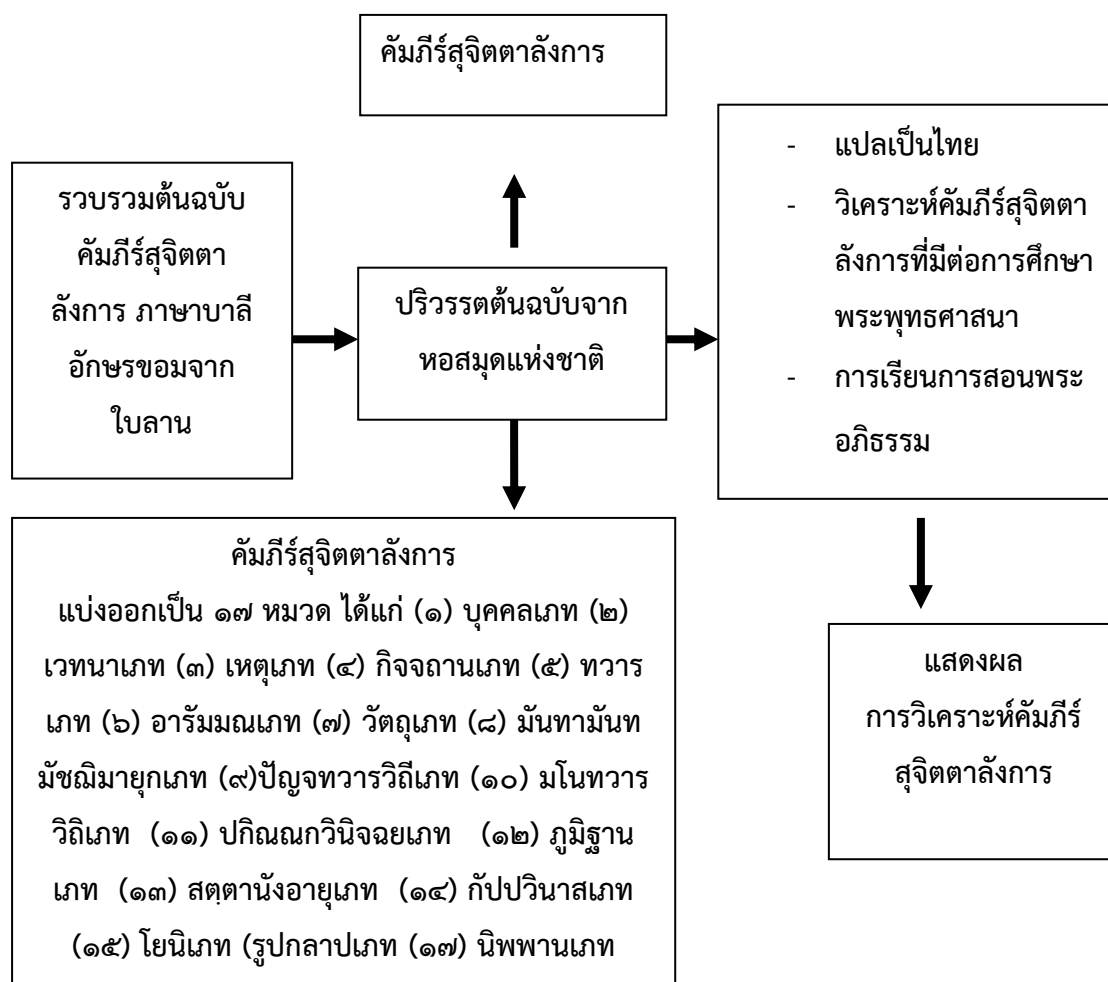 คัมภีร์สุจิตตาลังการ
รวบรวมต้นฉบับ
คัมภีร์สุจิตตา
ลังการ ภาษาบาลี
อักษรขอมจาก
ใบลาน
ปริวรรตต้นฉบับจาก
หอสมุดแห่งชาติ
- แปลเป็นไทย
- วิเคราะห์คัมภีร์สุจิตตา
ลังการที่มีต่อการศึกษา
พระพุทธศาสนา
- การเรียนการสอนพระ
อภิธรรม
คัมภีร์สุจิตตาลังการ
แบ่งออกเป็น ๑๗ หมวด ได้แก่ (๑) บุคคลเภท (๒)
เวทนาเภท (๓) เหตุเภท (๔) กิจจถานเภท (๕) ทวาร
เภท (๖) อารัมมณเภท (๗) วัตถุเภท (๘) มันทามันท
มัชฌิมายุกเภท (๙)ปัญจทวารวิถีเภท (๑๐) มโนทวาร
วิถิเภท (๑๑) ปกิณณกวินิจฉยเภท (๑๒) ภูมิฐาน
เภท (๑๓) สตฺตานังอายุเภท (๑๔) กัปปวินาสเภท
(๑๕) โยนิเภท (รูปกลาปเภท (๑๗) นิพพานเภท
แสดงผล
การวิเคราะห์คัมภีร์
สุจิตตาลังการ